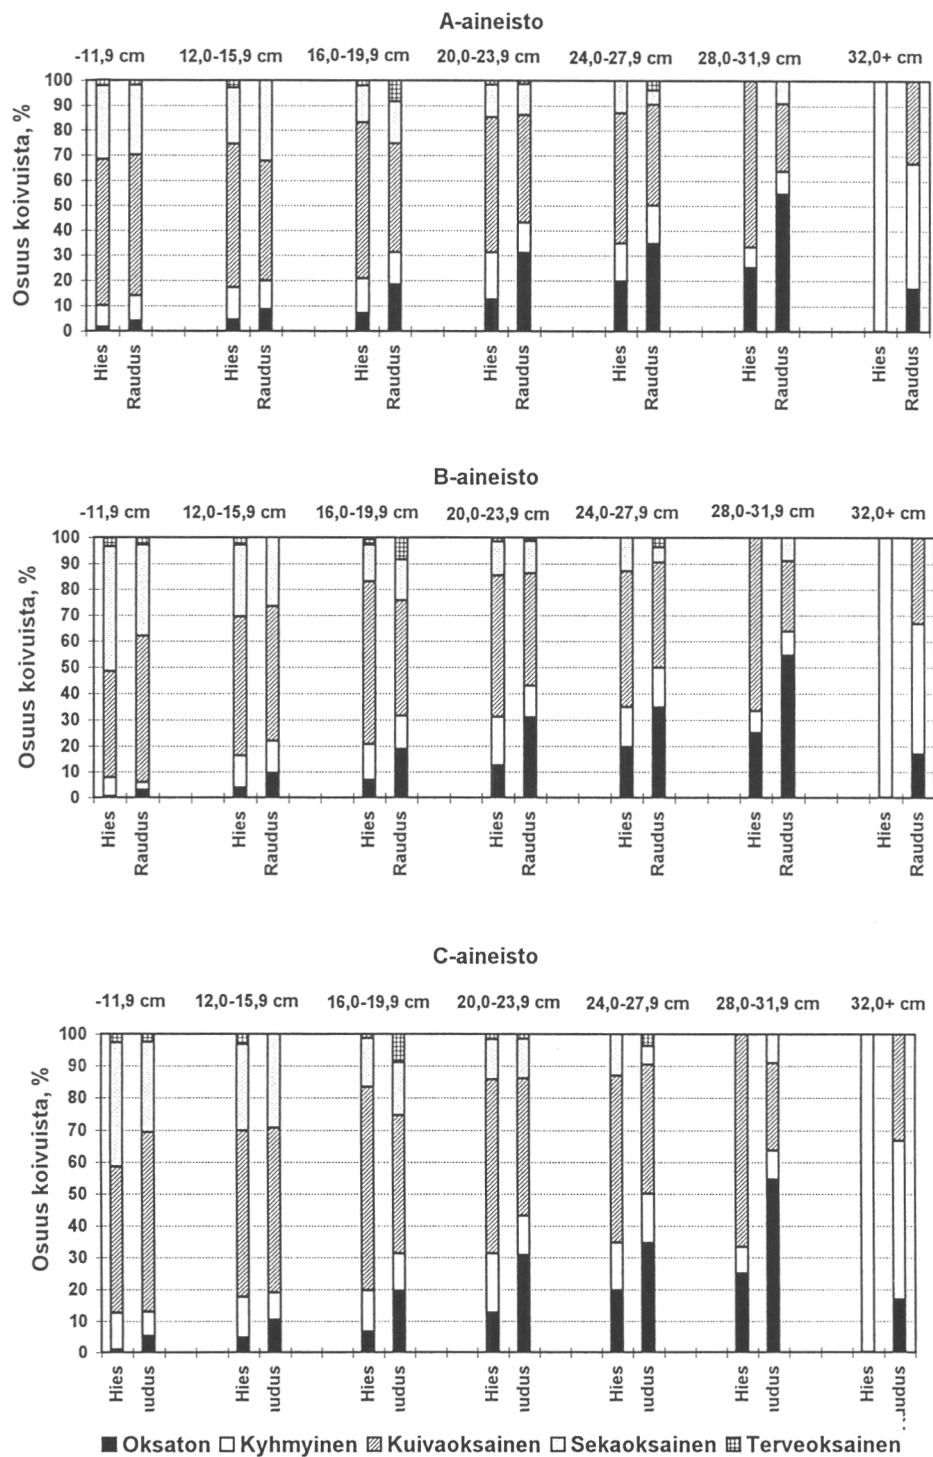 A-aineisto
-11,9 cm 12,0-15,9 cm 16,0-19,9 cm 20,0-23,9 cm 24,0-27,9 cm 28,0-31,9 cm 32,0+ cm
Osuus koivuista, %
100
90
80
70
60
50
40
30
20
10
0
Hies Raudus Hies Raudus Hies Raudus Hies Raudus Hies Raudus Hies Raudus Hies Raudus
B-aineisto
-11,9 cm 12,0-15,9 cm 16,0-19,9 cm 20,0-23,9 cm 24,0-27,9 cm 28,0-31,9 cm 32,0+ cm
Osuus koivuista, %
100
90
80
70
60
50
40
30
20
10
0
Hies Raudus Hies Raudus Hies Raudus Hies Raudus Hies Raudus Hies Raudus Hies Raudus
C-aineisto
-11,9 cm 12,0-15,9 cm 16,0-19,9 cm 20,0-23,9 cm 24,0-27,9 cm 28,0-31,9 cm 32,0+ cm
Osuus koivuista, %
100
90
80
70
60
50
40
30
20
10
0
Hies udus Hies udus Hies udus Hies udus Hies udus Hies udus Hies udus
Oksaton Kyhmyinen Kuivaoksainen Sekaoksainen Terveoksainen